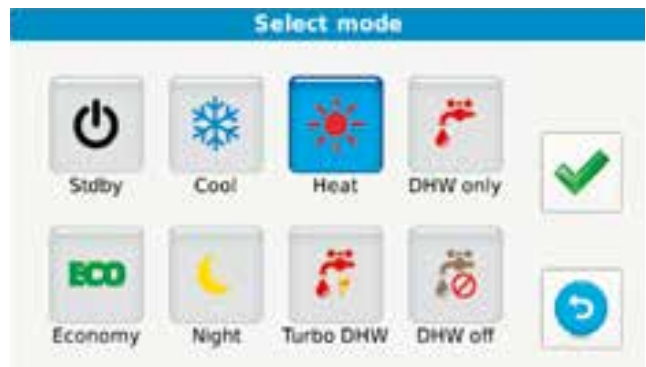 Select mode
Stdby Cool Heat DHW only
ECO
Economy Night Turbo DHW DHW off